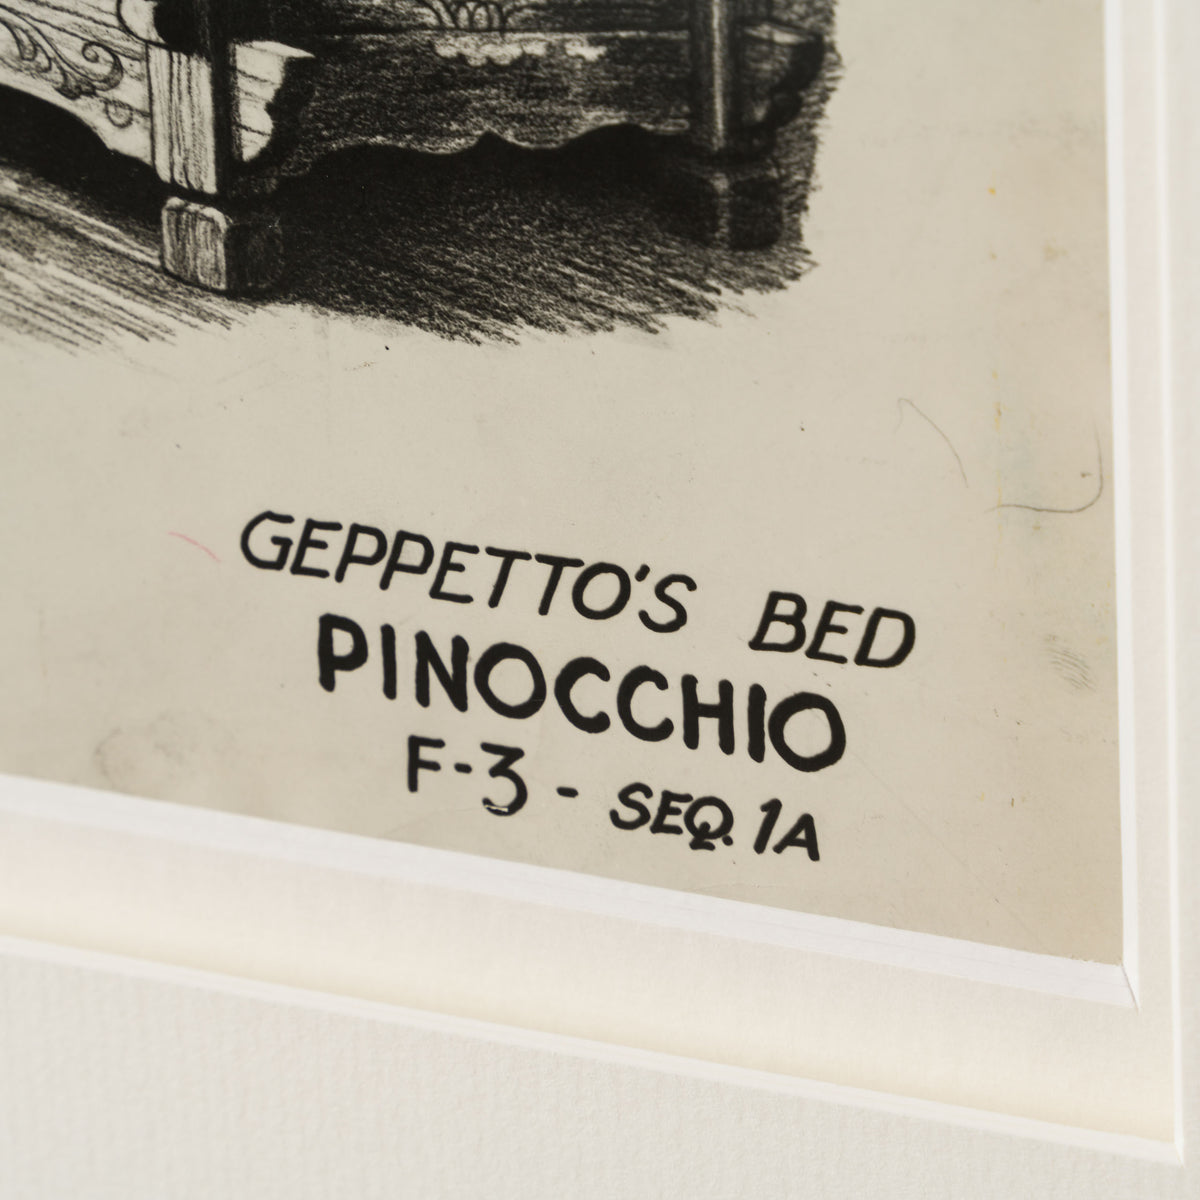 GEPPETTO'S BED
PINOCCHIO
F-3 - SEQ. 1A